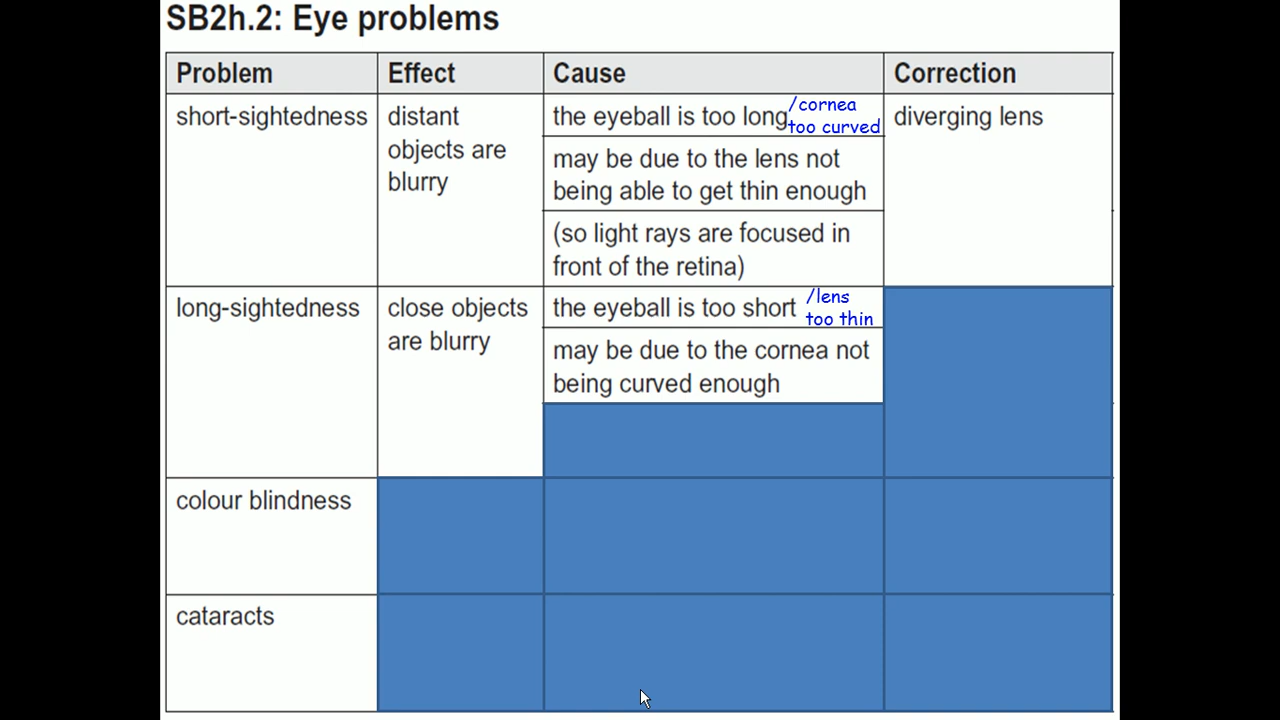 SB2h.2: Eye problems
Problem
Effect
Cause
Correction
short-sightedness
distant
objects are
blurry
the eyeball is too long
/cornea
too curved
may be due to the lens not
being able to get thin enough
(so light rays are focused in
front of the retina)
diverging lens
long-sightedness
close objects
are blurry
the eyeball is too short
/lens
too thin
may be due to the cornea not
being curved enough
colour blindness
cataracts